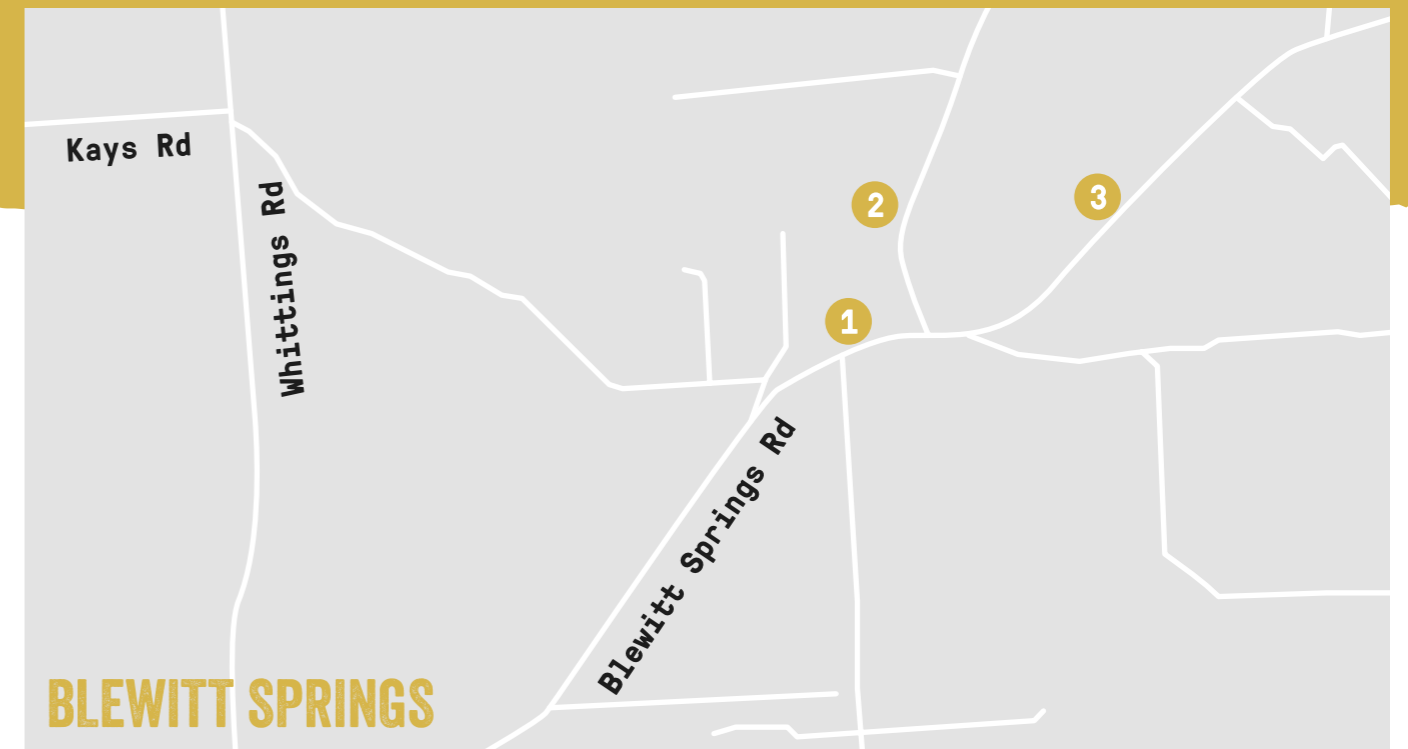 Kays Rd
Whittings Rd
2
3
1
Blewitt Springs Rd
BLEWITT SPRINGS